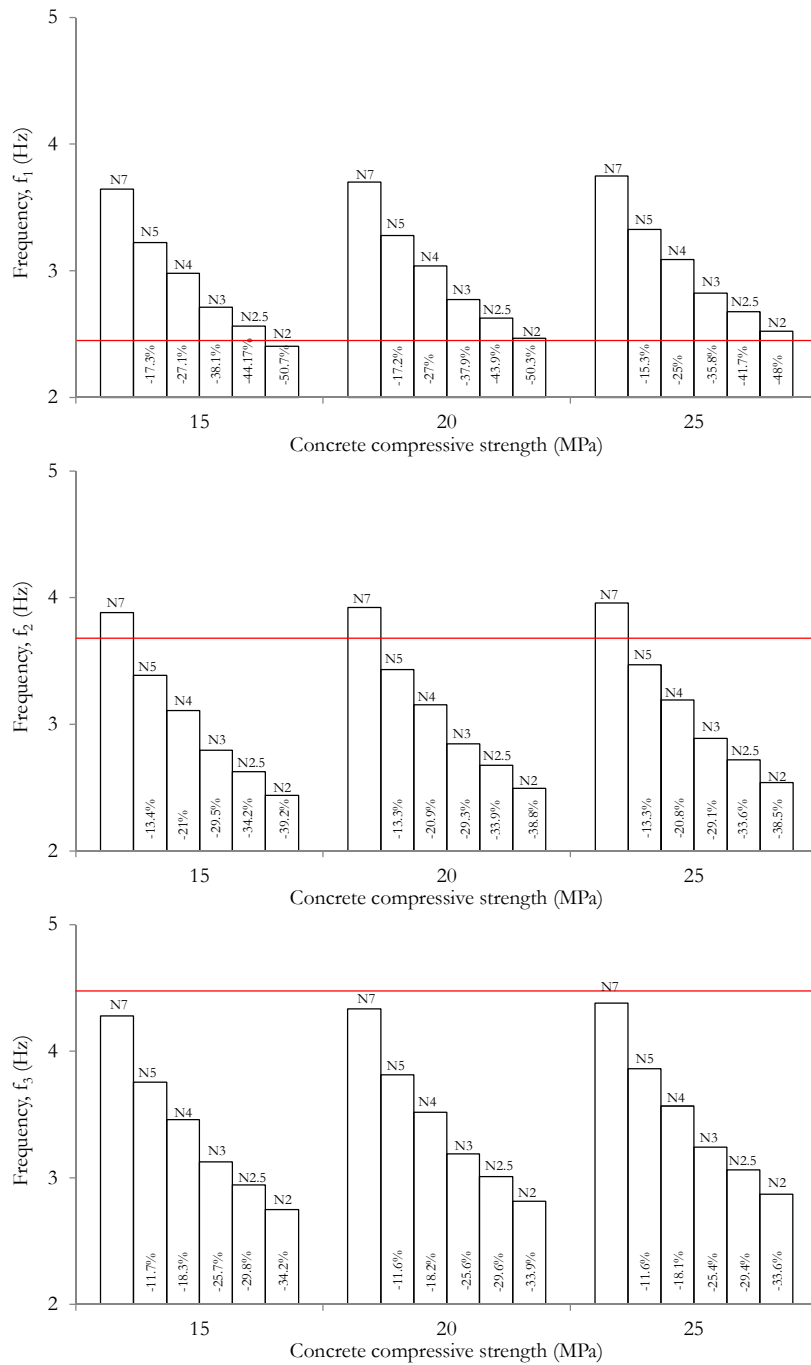 5
4
3
2
Frequency, f1 (Hz)
N7
N5
N4
N3
N2.5
N2
-17.3%
-27.1%
-38.1%
-44.17%
-50.7%
N7
N5
N4
N3
N2.5
N2
-17.2%
-27%
-37.9%
-43.9%
-50.3%
N7
N5
N4
N3
N2.5
N2
-15.3%
-25%
-35.8%
-41.7%
-48%
15 20 25
Concrete compressive strength (MPa)
5
4
3
2
Frequency, f2 (Hz)
N7
N5
N4
N3
N2.5
N2
-13.4%
-21%
-29.5%
-34.2%
-39.2%
N7
N5
N4
N3
N2.5
N2
-13.3%
-20.9%
-29.3%
-33.9%
-38.8%
N7
N5
N4
N3
N2.5
N2
-13.3%
-20.8%
-29.1%
-33.6%
-38.5%
15 20 25
Concrete compressive strength (MPa)
5
4
3
2
Frequency, f3 (Hz)
N7
N5
N4
N3
N2.5
N2
-11.7%
-18.3%
-25.7%
-29.8%
-34.2%
N7
N5
N4
N3
N2.5
N2
-11.6%
-18.2%
-25.6%
-29.6%
-33.9%
N7
N5
N4
N3
N2.5
N2
-11.6%
-18.1%
-25.4%
-29.4%
-33.6%
15 20 25
Concrete compressive strength (MPa)